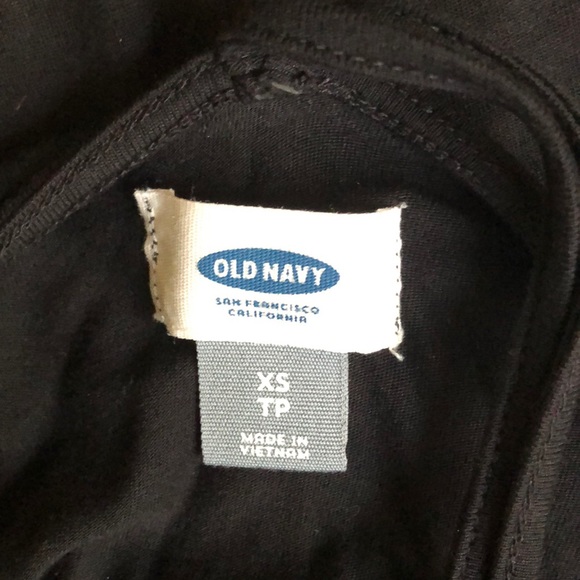 OLD NAVY
SAN FRANCISCO
CALIFORNIA
XS
TP
MADE IN
VIETNAM